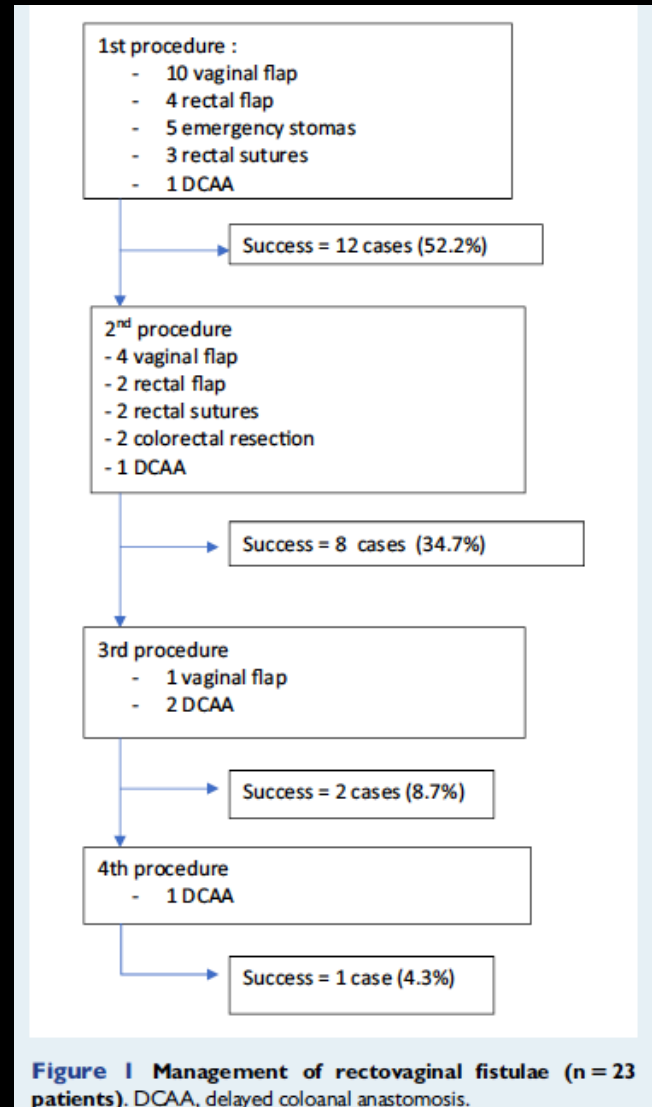 1st procedure :
- 10 vaginal flap
- 4 rectal flap
- 5 emergency stomas
- 3 rectal sutures
- 1 DCAA
Success = 12 cases (52.2%)
2nd procedure
- 4 vaginal flap
- 2 rectal flap
- 2 rectal sutures
- 2 colorectal resection
- 1 DCAA
Success = 8 cases (34.7%)
3rd procedure
- 1 vaginal flap
- 2 DCAA
Success = 2 cases (8.7%)
4th procedure
- 1 DCAA
Success = 1 case (4.3%)
Figure 1 Management of rectovaginal fistulae (n = 23
patients). DCAA, delayed coloanal anastomosis.